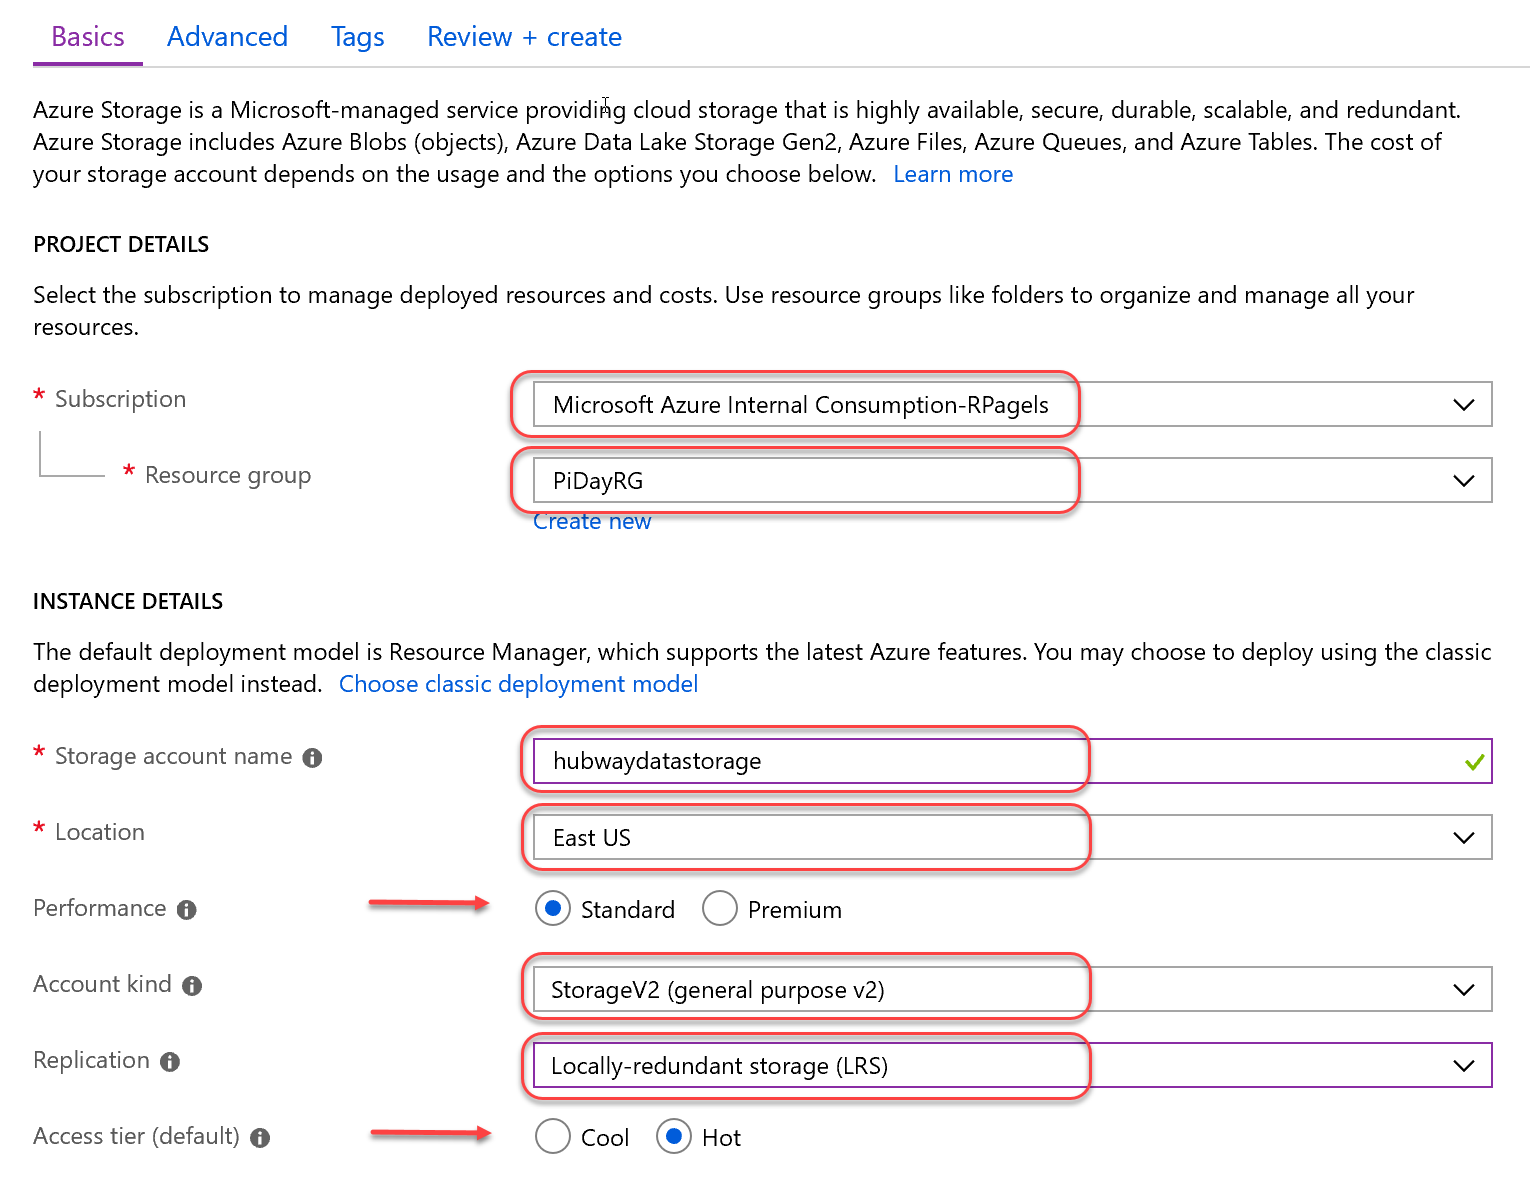 Basics Advanced Tags Review + create
Azure Storage is a Microsoft-managed service providing cloud storage that is highly available, secure, durable, scalable, and redundant.
Azure Storage includes Azure Blobs (objects), Azure Data Lake Storage Gen2, Azure Files, Azure Queues, and Azure Tables. The cost of
your storage account depends on the usage and the options you choose below. Learn more
PROJECT DETAILS
Select the subscription to manage deployed resources and costs. Use resource groups like folders to organize and manage all your
resources.
* Subscription Microsoft Azure Internal Consumption-RPagels
* Resource group PiDayRG
Create new
INSTANCE DETAILS
The default deployment model is Resource Manager, which supports the latest Azure features. You may choose to deploy using the classic
deployment model instead. Choose classic deployment model
* Storage account name hubwaydatastorage
* Location East US
Performance Standard Premium
Account kind StorageV2 (general purpose v2)
Replication Locally-redundant storage (LRS)
Access tier (default) Cool Hot